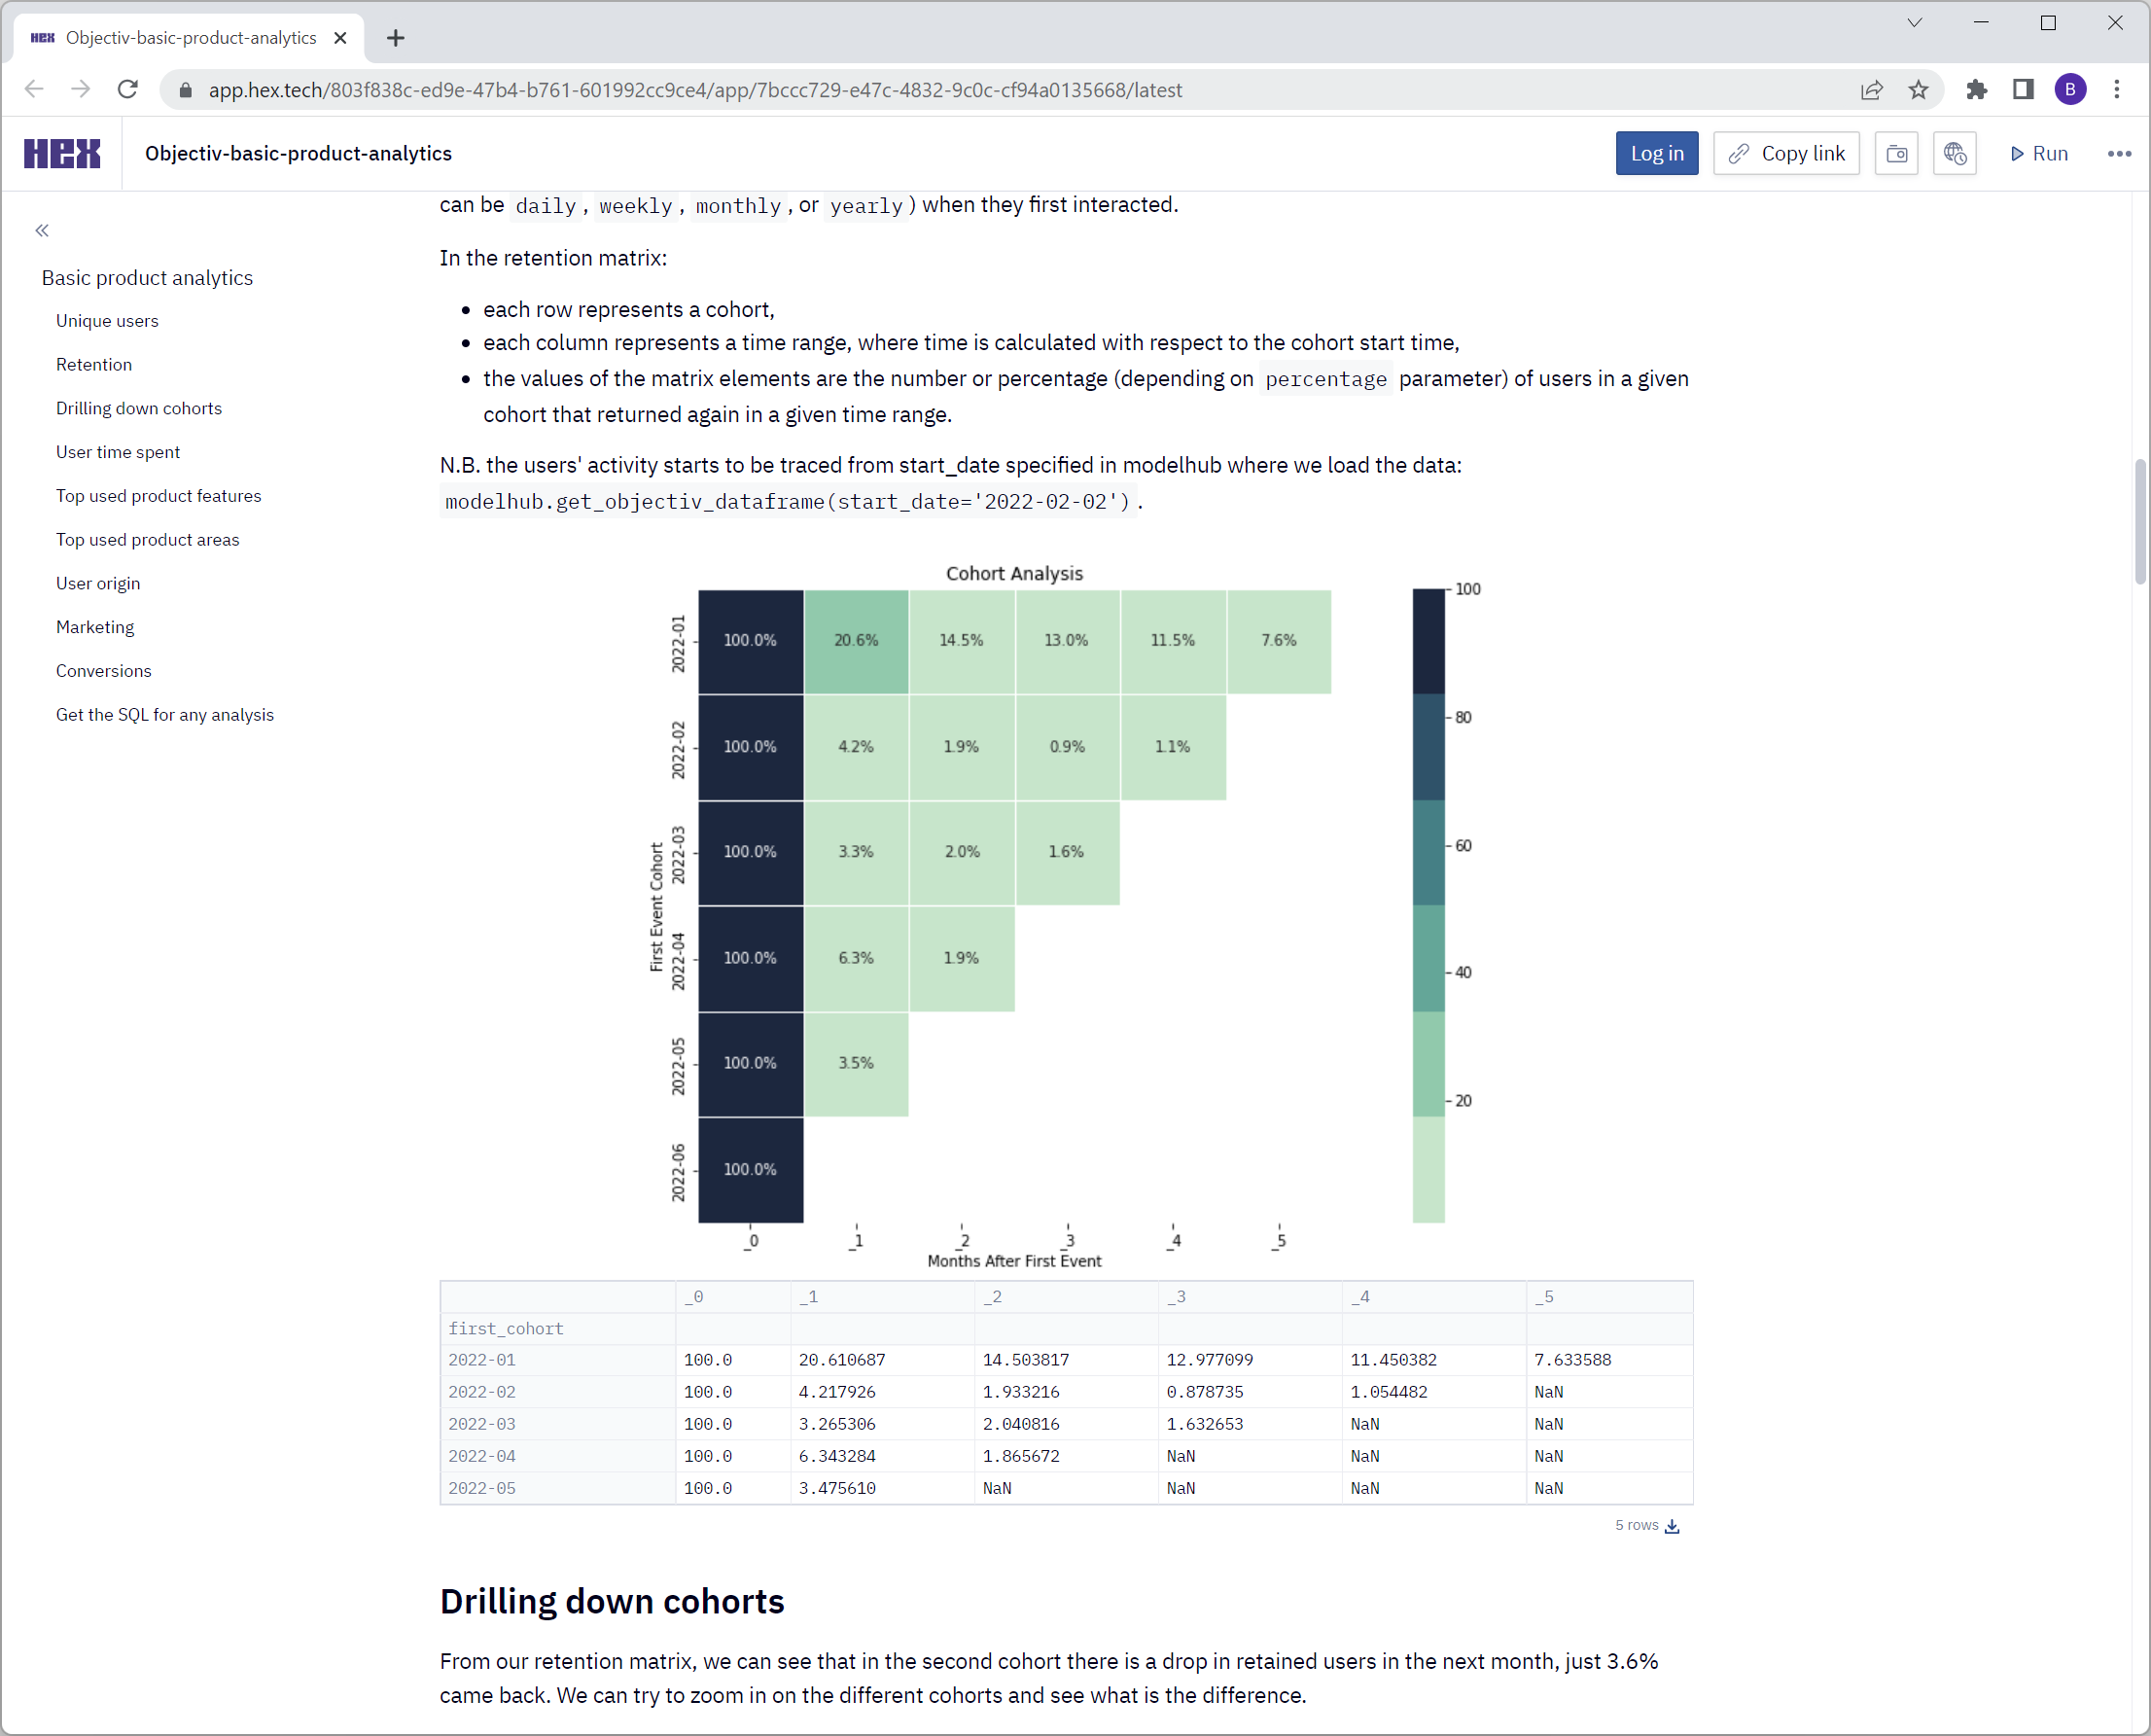 HEX Objectiv-basic-product-analytics
app.hex.tech/803f838c-ed9e-47b4-b761-601992cc9ce4/app/7bccc729-e47c-4832-9c0c-cf94a0135668/latest
B
HEX
Objectiv-basic-product-analytics
Log in
Copy link
Run
Basic product analytics
Unique users
Retention
Drilling down cohorts
User time spent
Top used product features
Top used product areas
User origin
Marketing
Conversions
Get the SQL for any analysis
can be daily, weekly, monthly, or yearly) when they first interacted.
In the retention matrix:
• each row represents a cohort,
• each column represents a time range, where time is calculated with respect to the cohort start time,
• the values of the matrix elements are the number or percentage (depending on percentage parameter) of users in a given
cohort that returned again in a given time range.
N.B. the users' activity starts to be traced from start_date specified in modelhub where we load the data:
modelhub.get_objectiv_dataframe(start_date='2022-02-02').
Cohort Analysis
First Event Cohort
2022-01 100.0% 20.6% 14.5% 13.0% 11.5% 7.6%
2022-02 100.0% 4.2% 1.9% 0.9% 1.1%
2022-03 100.0% 3.3% 2.0% 1.6%
2022-04 100.0% 6.3% 1.9%
2022-05 100.0% 3.5%
2022-06 100.0%
_0 _1 _2 _3 _4 _5
Months After First Event
100
80
60
40
20
_0 _1 _2 _3 _4 _5
first_cohort
2022-01 100.0 20.610687 14.503817 12.977099 11.450382 7.633588
2022-02 100.0 4.217926 1.933216 0.878735 1.054482 NaN
2022-03 100.0 3.265306 2.040816 1.632653 NaN NaN
2022-04 100.0 6.343284 1.865672 NaN NaN NaN
2022-05 100.0 3.475610 NaN NaN NaN NaN
5 rows
Drilling down cohorts
From our retention matrix, we can see that in the second cohort there is a drop in retained users in the next month, just 3.6%
came back. We can try to zoom in on the different cohorts and see what is the difference.